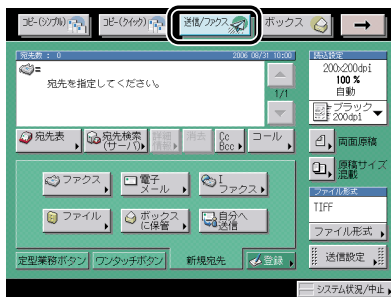 コピー(シンプル)
コピー(クイック)
送信/ファクス
ボックス
宛先数 : 0
2006 08/31 10:00
宛先を指定してください。
1/1
宛先表
宛先検索
(サーバ)
詳細
情報
消去
Cc
Bcc
コール
ファクス
電子
メール
I
ファクス
ファイル
ボックス
に保管
自分へ
送信
定型業務ボタン
ワンタッチボタン
新規宛先
登録
読込設定
200x200dpi
100 %
自動
ブラック
200dpi
両面原稿
原稿サイズ
混載
ファイル形式
TIFF
ファイル形式
送信設定
システム状況/中止